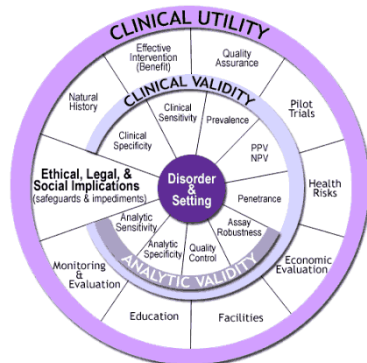 CLINICAL UTILITY
Effective
Intervention
(Benefit)
Quality
Assurance
Natural
History
CLINICAL VALIDITY
Pilot
Trials
Clinical
Sensitivity
Prevalence
Clinical
Specificity
PPV
NPV
Ethical, Legal, &
Social Implications
(safeguards & impediments)
Disorder
&
Setting
Health
Risks
Penetrance
Analytic
Sensitivity
Assay
Robustness
Analytic
Specificity
Quality
Control
ANALYTIC VALIDITY
Monitoring
&
Evaluation
Economic
Evaluation
Education
Facilities